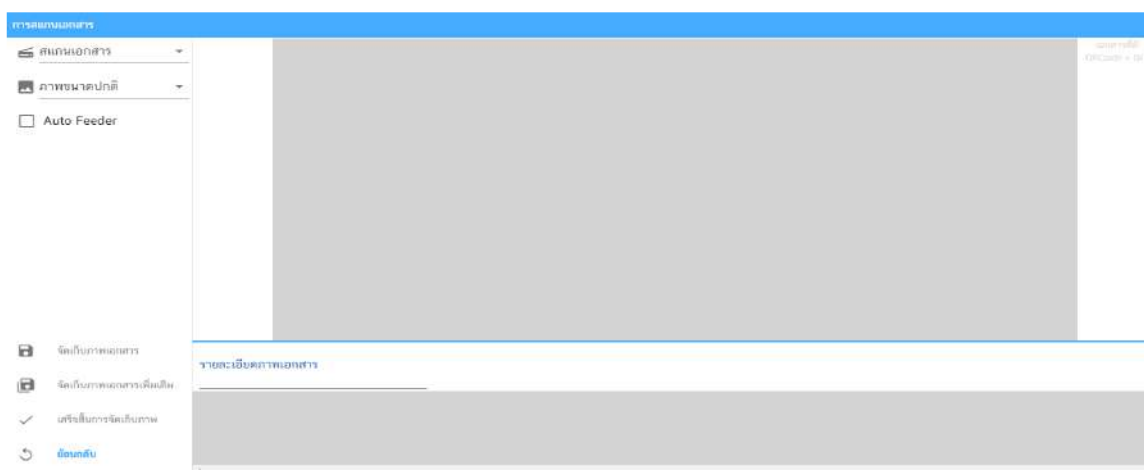 การสแกนเอกสาร
สแกนเอกสาร
ภาพขนาดปกติ
Auto Feeder
จัดเก็บภาพเอกสาร
จัดเก็บภาพเอกสารเพิ่มเติม
เสร็จสิ้นการจัดเก็บภาพ
ย้อนกลับ
รายละเอียดภาพเอกสาร